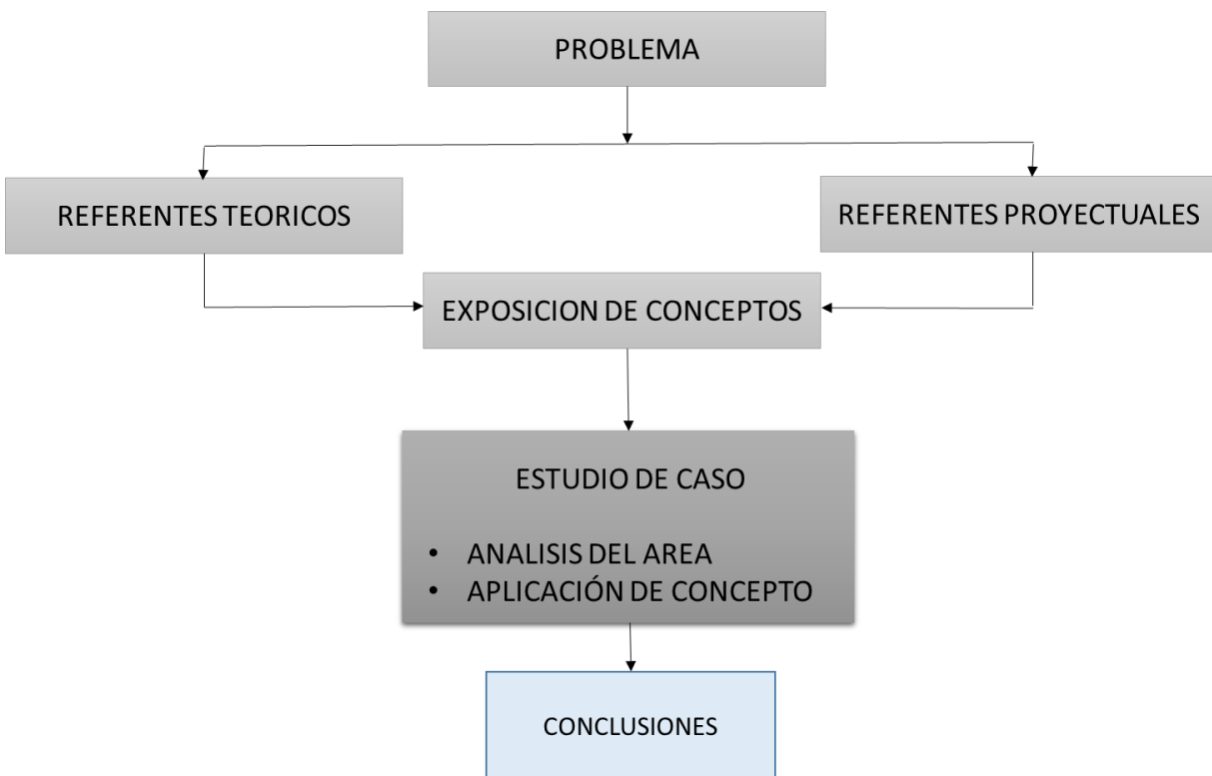 PROBLEMA
REFERENTES TEORICOS
REFERENTES PROYECTUALES
EXPOSICION DE CONCEPTOS
ESTUDIO DE CASO
• ANALISIS DEL AREA
• APLICACIÓN DE CONCEPTO
CONCLUSIONES